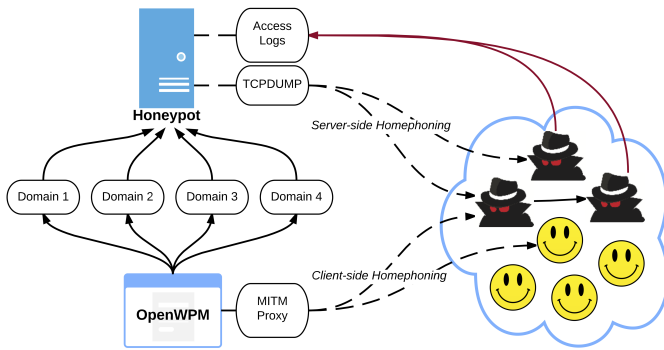 Access
Logs
TCPDUMP
Honeypot
Server-side Homephoning
Domain 1
Domain 2
Domain 3
Domain 4
Client-side Homephoning
OpenWPM
MITM
Proxy